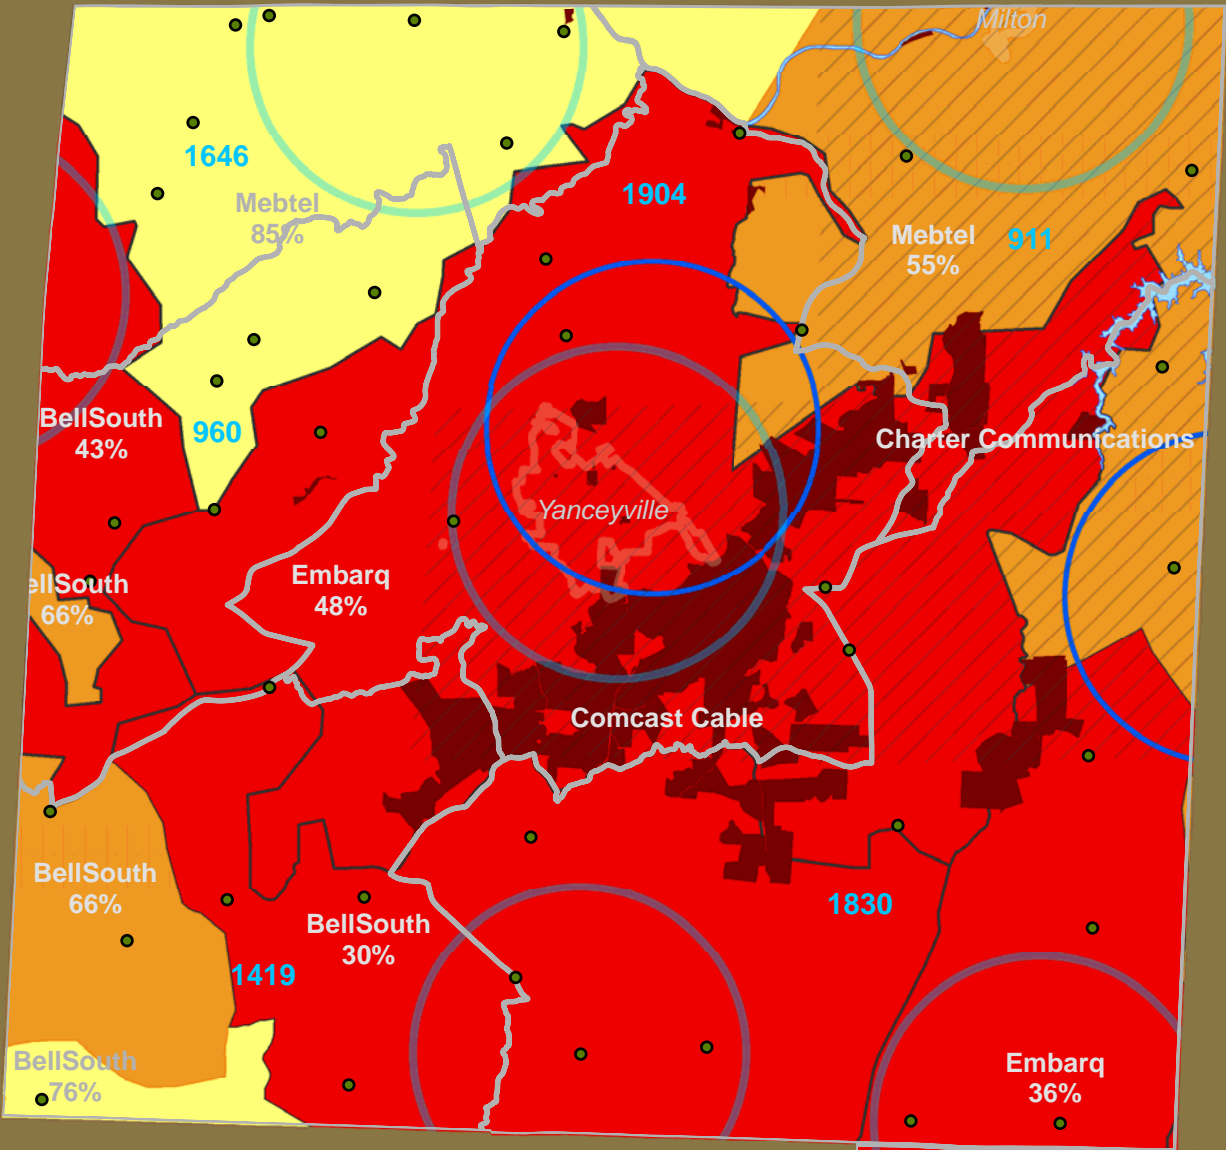 Milton
1646
1904
Mebtel
85%
Mebtel
55%
911
BellSouth
43%
960
Charter Communications
Yanceyville
ellSouth
66%
Embarq
48%
Comcast Cable
BellSouth
66%
1830
BellSouth
30%
1419
BellSouth
76%
Embarq
36%